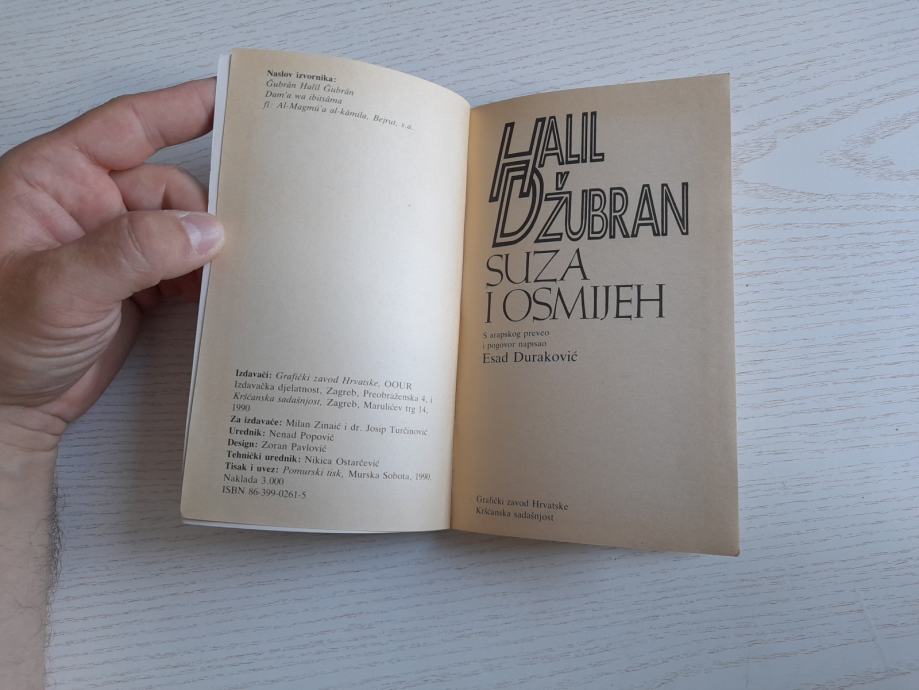 Naslov izvornika:
Ǧubrān Halīl Ǧubrān
Dam'a wa ibitsāma
fī: Al-Maǧmū'a al-kāmila, Bejrut, s.a.
Izdavači: Grafički zavod Hrvatske, OOUR
Izdavačka djelatnost, Zagreb, Preobraženska 4, i
Kršćanska sadašnjost, Zagreb, Marulićev trg 14,
1990
Za izdavače: Milan Zinaić i dr. Josip Turčinović
Urednik: Nenad Popović
Design: Zoran Pavlović
Tehnički urednik: Nikica Ostarčević
Tisak i uvez: Pomurski tisk, Murska Sobota, 1990.
Naklada 3.000
ISBN 86-399-0261-5
HALIL
DŽUBRAN
SUZA
I OSMIJEH
S arapskog preveo
i pogovor napisao
Esad Duraković
Grafički zavod Hrvatske
Kršćanska sadašnjost